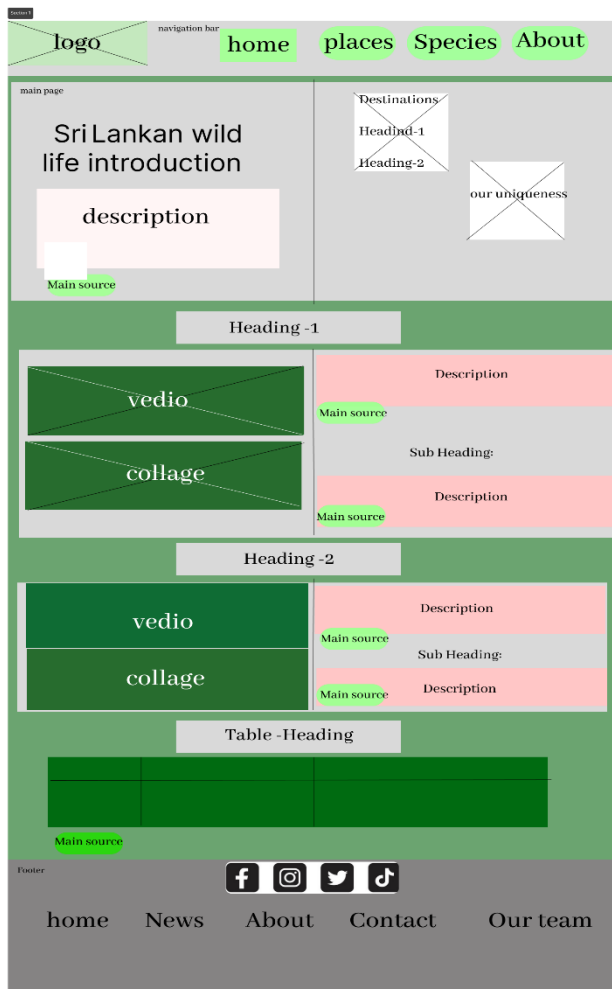 Section 1
logo
navigation bar
home
places
Species
About
main page
Sri Lankan wild
life introduction
description
Main source
Destinations
Headind-1
Heading-2
our uniqueness
Heading -1
vedio
collage
Description
Main source
Sub Heading:
Description
Main source
Heading -2
vedio
collage
Description
Main source
Sub Heading:
Description
Main source
Table -Heading
Main source
Footer
home
News
About
Contact
Our team